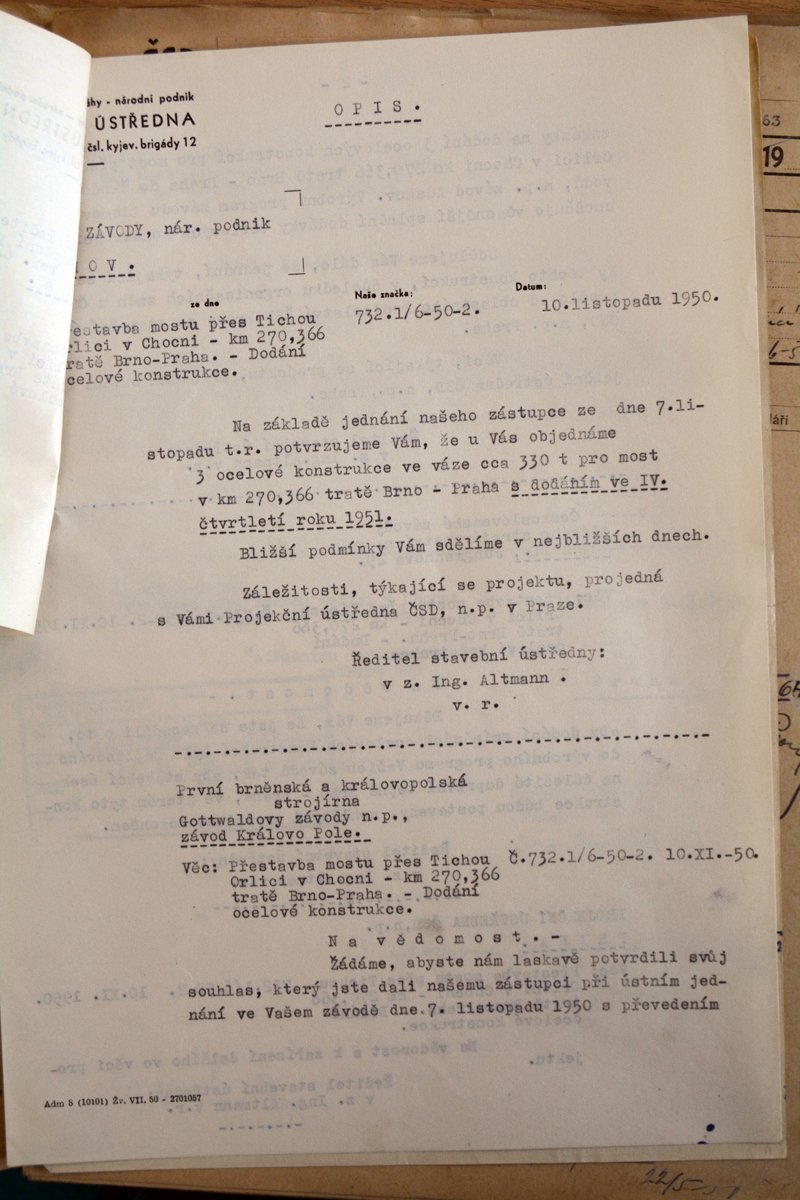 národní podnik
ÚSTŘEDNA
čsl. kyjev. brigády 12
OPIS.
ZÁVODY, nár. podnik
ze dne
Naše značka:
Datum:
732.1/6-50-2.
10.listopadu 1950.
mostu přes Tichou
v Chocni - km 270,366
Brno-Praha. - Dodání
ocelové konstrukce.
Na základě jednání našeho zástupce ze dne 7.li-
stopadu t.r. potvrzujeme Vám, že u Vás objednáme
3 ocelové konstrukce ve váze cca 330 t pro most
v km 270,366 tratě Brno - Praha s dodáním ve IV.
čtvrtletí roku 1951.
Bližší podmínky Vám sdělíme v nejbližších dnech.
Záležitosti, týkající se projektu, projedná
s Vámi Projekční ústředna ČSD, n.p. v Praze.
Ředitel stavební ústředny:
v z. Ing. Altmann .
v. r.
První brněnská a královopolská
strojírna
Gottwaldovy závody n.p.,
závod Královo Pole.
Věc: Přestavba mostu přes Tichou Č.732.1/6-50-2. 10.XI.-50.
Orlici v Chocni - km 270,366
tratě Brno-Praha. - Dodání
ocelové konstrukce.
Na vědomost.-
Žádáme, abyste nám laskavě potvrdili svůj
souhlas, který jste dali našemu zástupci při ústním jed-
nání ve Vašem závodě dne 7. listopadu 1950 s převedením
Adm 8 (10101) Žv. VII. 50 - 2701057
63
19
22/5